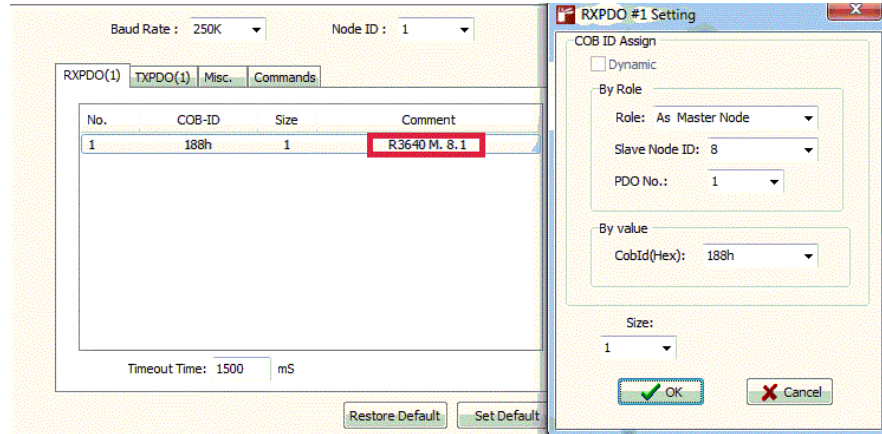 Baud Rate : 250K Node ID : 1
RXPDO(1) TXPDO(1) Misc. Commands
No. COB-ID Size Comment
1 188h 1 R3640 M. 8.1
Timeout Time: 1500 mS
Restore Default Set Default
RXPDO #1 Setting
COB ID Assign
Dynamic
By Role
Role: As Master Node
Slave Node ID: 8
PDO No.: 1
By value
CobId(Hex): 188h
Size:
1
OK Cancel